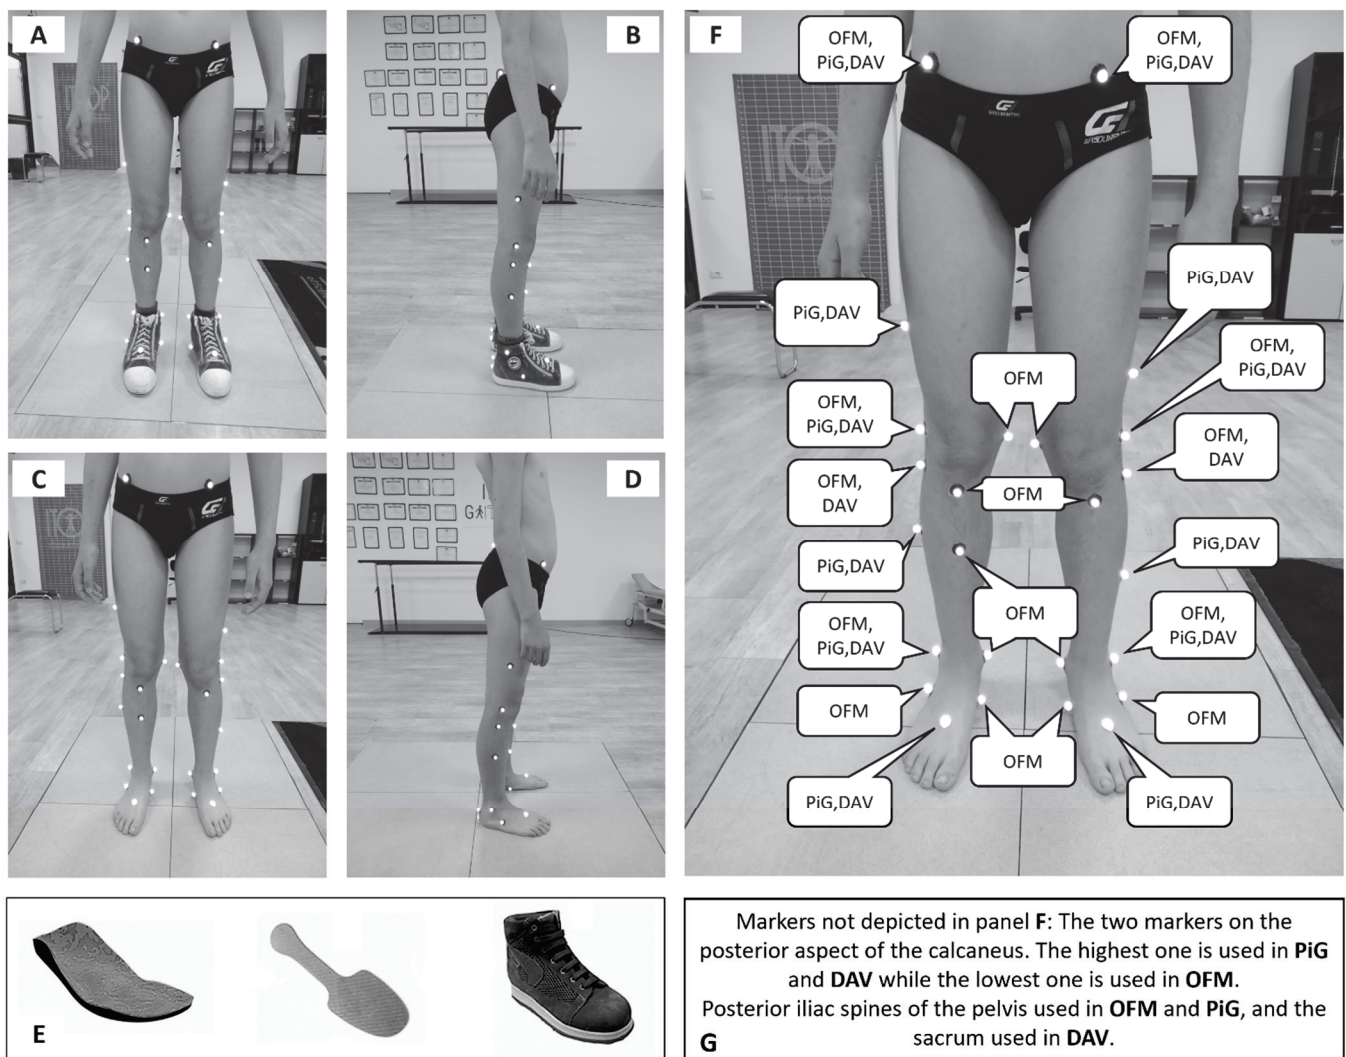 A
B
F
OFM,
PiG,DAV
OFM,
PiG,DAV
PiG,DAV
PiG,DAV
OFM,
PiG,DAV
OFM
OFM,
PiG,DAV
OFM,
DAV
OFM,
DAV
OFM
PiG,DAV
PiG,DAV
OFM
OFM,
PiG,DAV
OFM,
PiG,DAV
OFM
OFM
OFM
PiG,DAV
PiG,DAV
C
D
E
Markers not depicted in panel F: The two markers on the
posterior aspect of the calcaneus. The highest one is used in PiG
and DAV while the lowest one is used in OFM.
Posterior iliac spines of the pelvis used in OFM and PiG, and the
sacrum used in DAV.
G